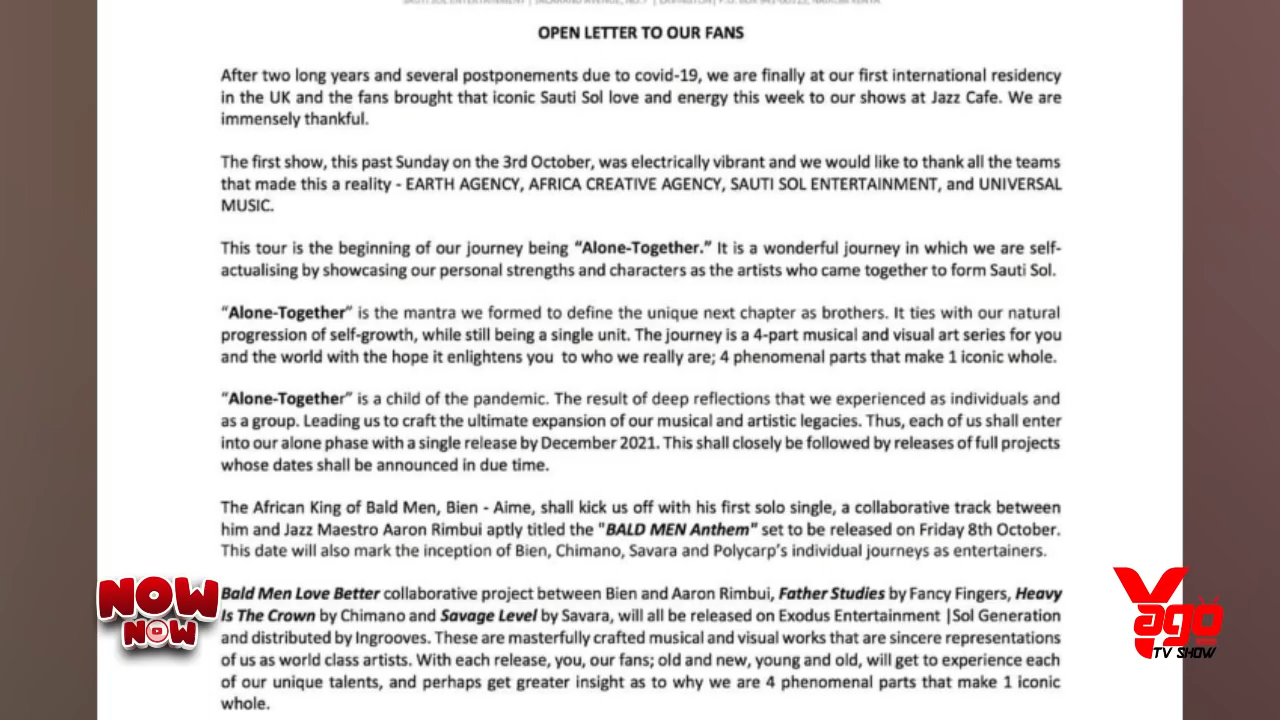 OPEN LETTER TO OUR FANS
After two long years and several postponements due to covid-19, we are finally at our first international residency
in the UK and the fans brought that iconic Sauti Sol love and energy this week to our shows at Jazz Cafe. We are
immensely thankful.
The first show, this past Sunday on the 3rd October, was electrically vibrant and we would like to thank all the teams
that made this a reality - EARTH AGENCY, AFRICA CREATIVE AGENCY, SAUTI SOL ENTERTAINMENT, and UNIVERSAL
MUSIC.
This tour is the beginning of our journey being “Alone-Together.” It is a wonderful journey in which we are self-
actualising by showcasing our personal strengths and characters as the artists who came together to form Sauti Sol.
“Alone-Together” is the mantra we formed to define the unique next chapter as brothers. It ties with our natural
progression of self-growth, while still being a single unit. The journey is a 4-part musical and visual art series for you
and the world with the hope it enlightens you to who we really are; 4 phenomenal parts that make 1 iconic whole.
“Alone-Together” is a child of the pandemic. The result of deep reflections that we experienced as individuals and
as a group. Leading us to craft the ultimate expansion of our musical and artistic legacies. Thus, each of us shall enter
into our alone phase with a single release by December 2021. This shall closely be followed by releases of full projects
whose dates shall be announced in due time.
The African King of Bald Men, Bien - Aime, shall kick us off with his first solo single, a collaborative track between
him and Jazz Maestro Aaron Rimbui aptly titled the "BALD MEN Anthem" set to be released on Friday 8th October.
This date will also mark the inception of Bien, Chimano, Savara and Polycarp’s individual journeys as entertainers.
Bald Men Love Better collaborative project between Bien and Aaron Rimbui, Father Studies by Fancy Fingers, Heavy
Is The Crown by Chimano and Savage Level by Savara, will all be released on Exodus Entertainment |Sol Generation
and distributed by Ingrooves. These are masterfully crafted musical and visual works that are sincere representations
of us as world class artists. With each release, you, our fans; old and new, young and old, will get to experience each
of our unique talents, and perhaps get greater insight as to why we are 4 phenomenal parts that make 1 iconic
whole.
NOW
NOW
Yago
TV SHOW